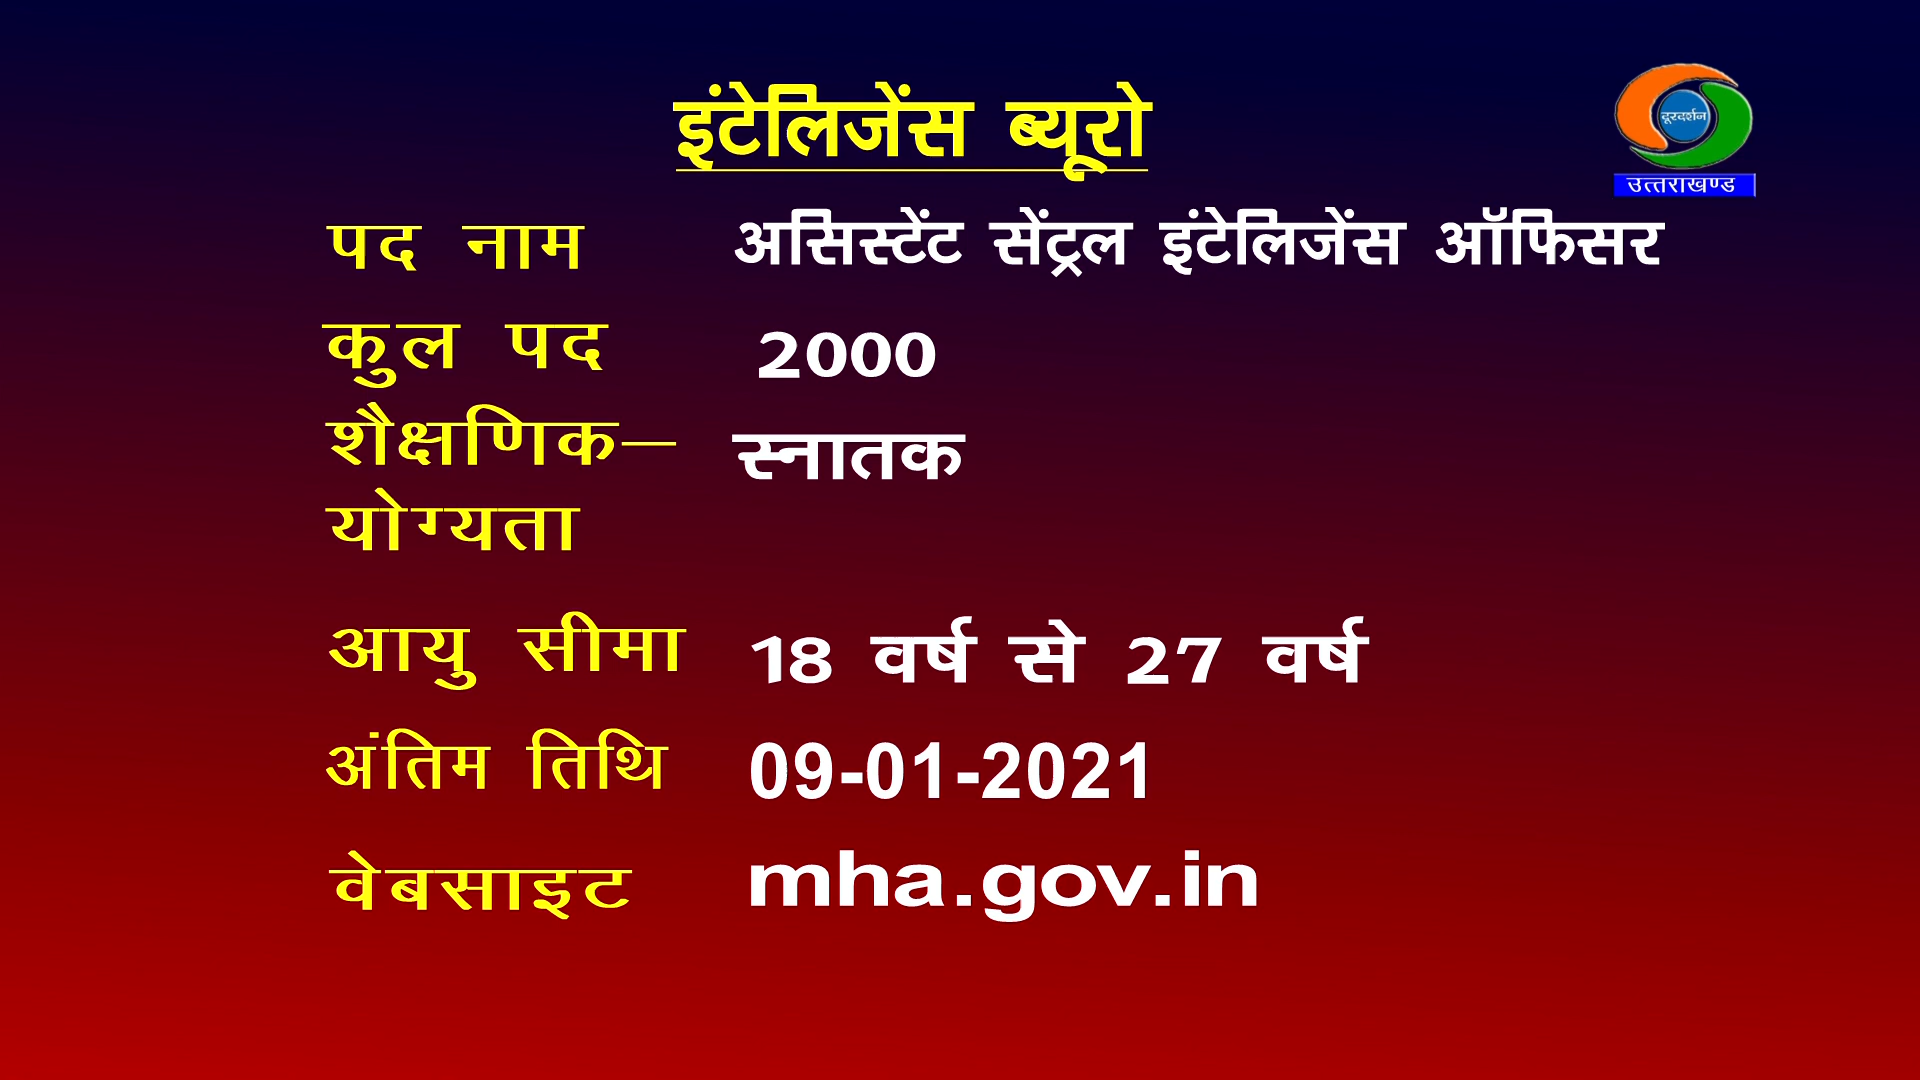 इंटेलिजेंस ब्यूरो
दूरदर्शन
उत्तराखण्ड
पद नाम असिस्टेंट सेंट्रल इंटेलिजेंस ऑफिसर
कुल पद 2000
शैक्षणिक– स्नातक
योग्यता
आयु सीमा 18 वर्ष से 27 वर्ष
अंतिम तिथि 09-01-2021
वेबसाइट mha.gov.in